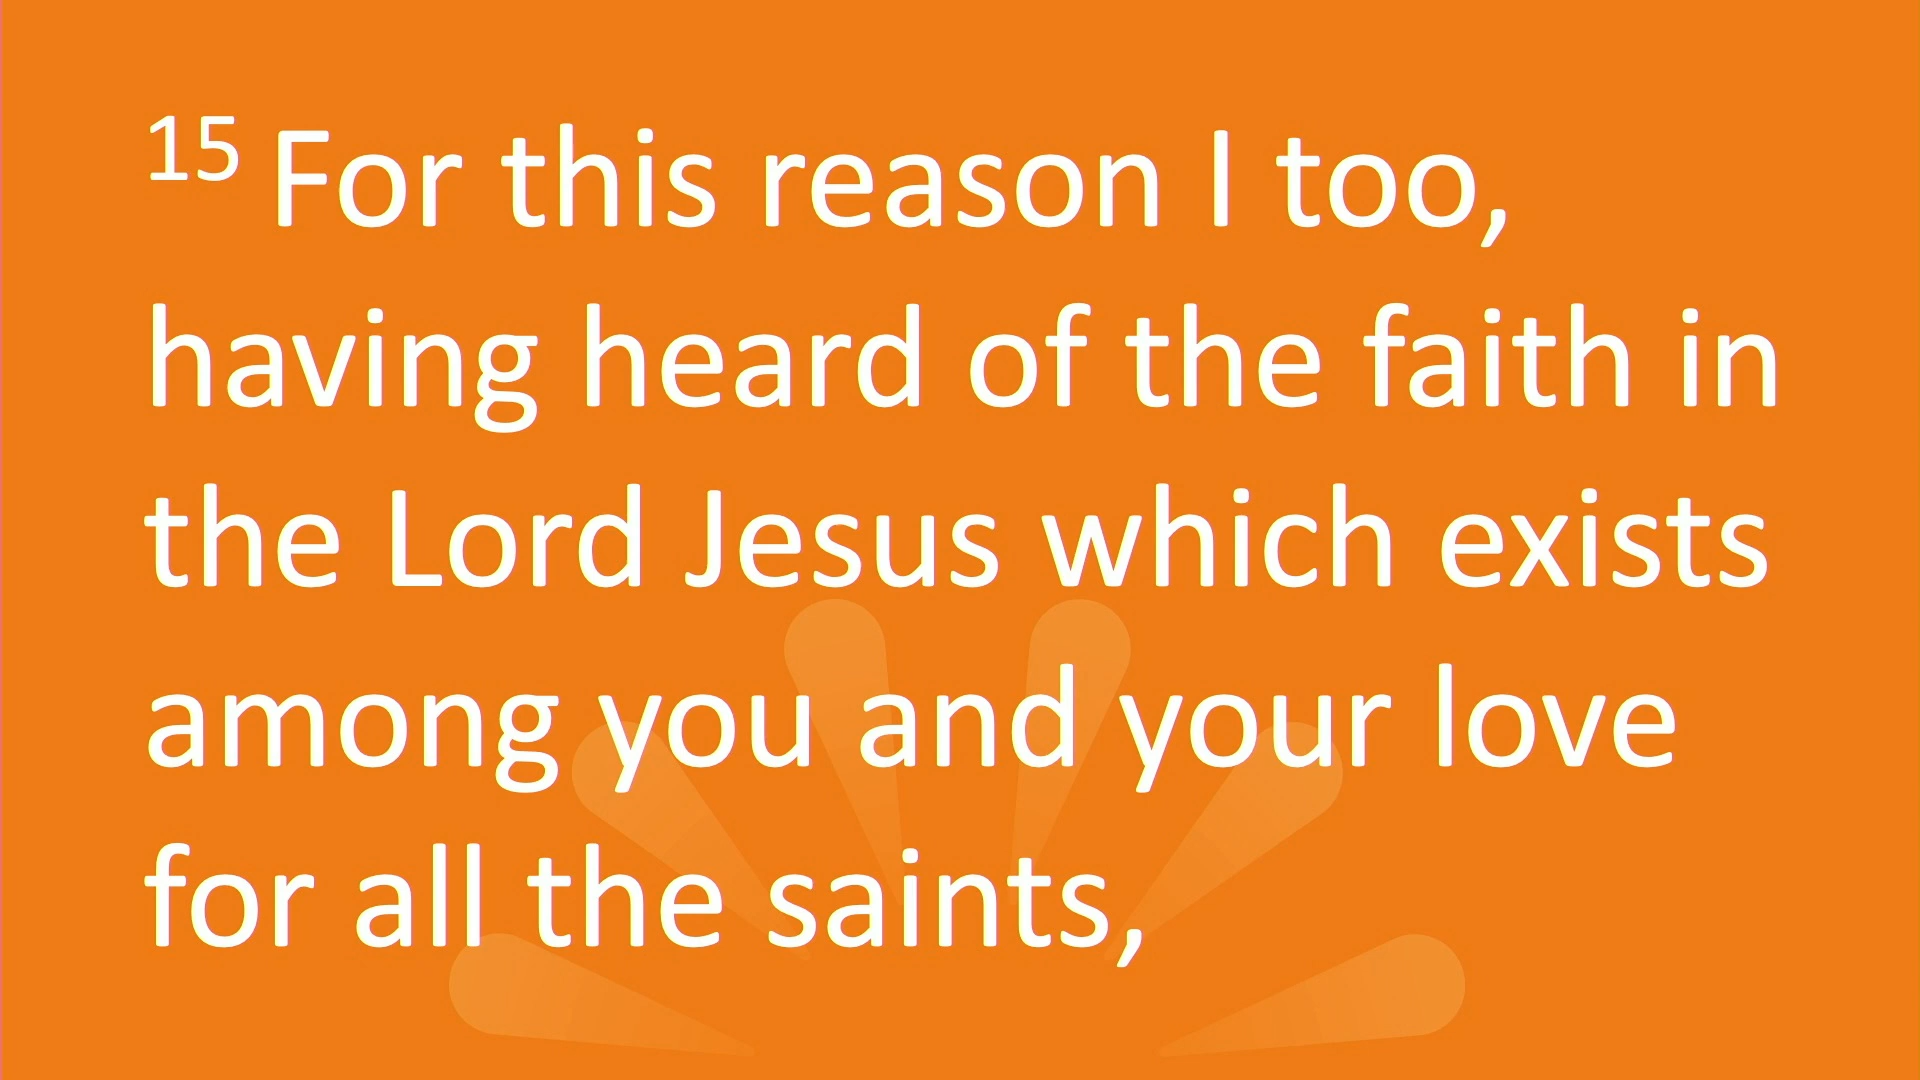 15 For this reason I too,
having heard of the faith in
the Lord Jesus which exists
among you and your love
for all the saints,